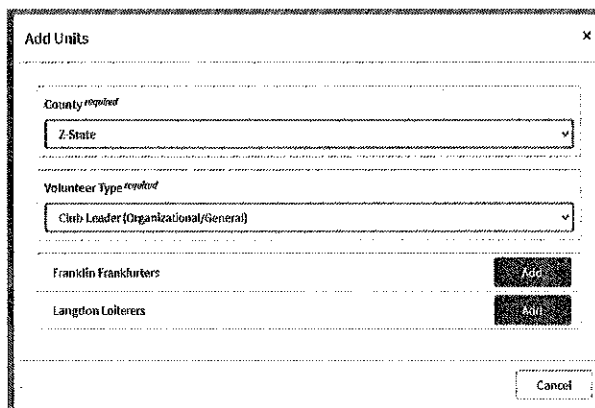 Add Units ×
County required
Z-State
Volunteer Type required
Club Leader (Organizational/General)
Franklin Frankfurters Add
Langdon Loiterers Add
Cancel